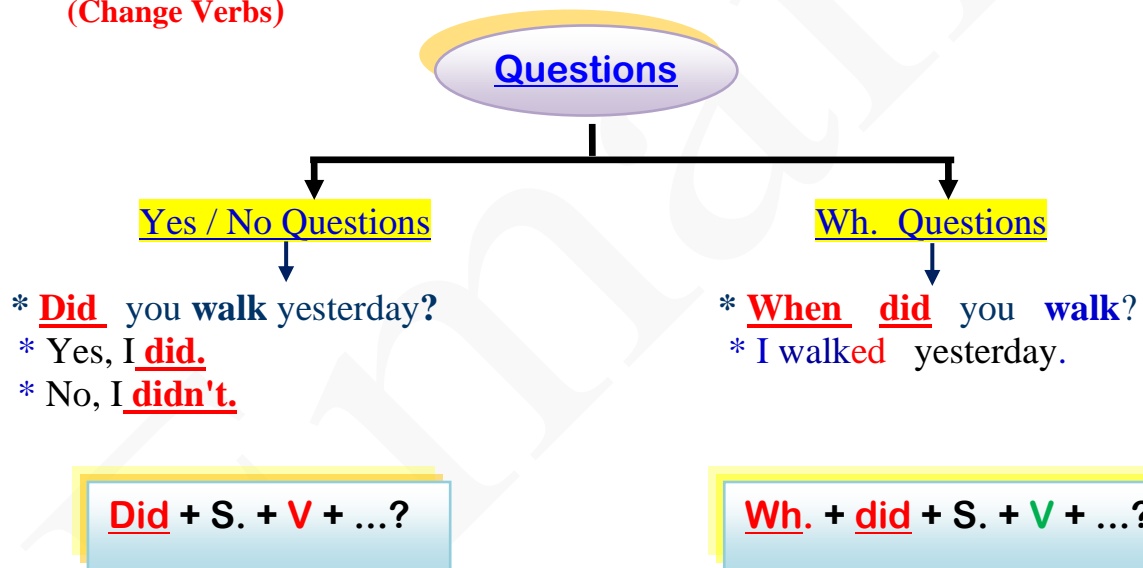 (Change Verbs)
Questions
Yes / No Questions
Wh. Questions
* Did you walk yesterday?
* Yes, I did.
* No, I didn't.
* When did you walk?
* I walked yesterday.
Did + S. + V + ...?
Wh. + did + S. + V + ...?